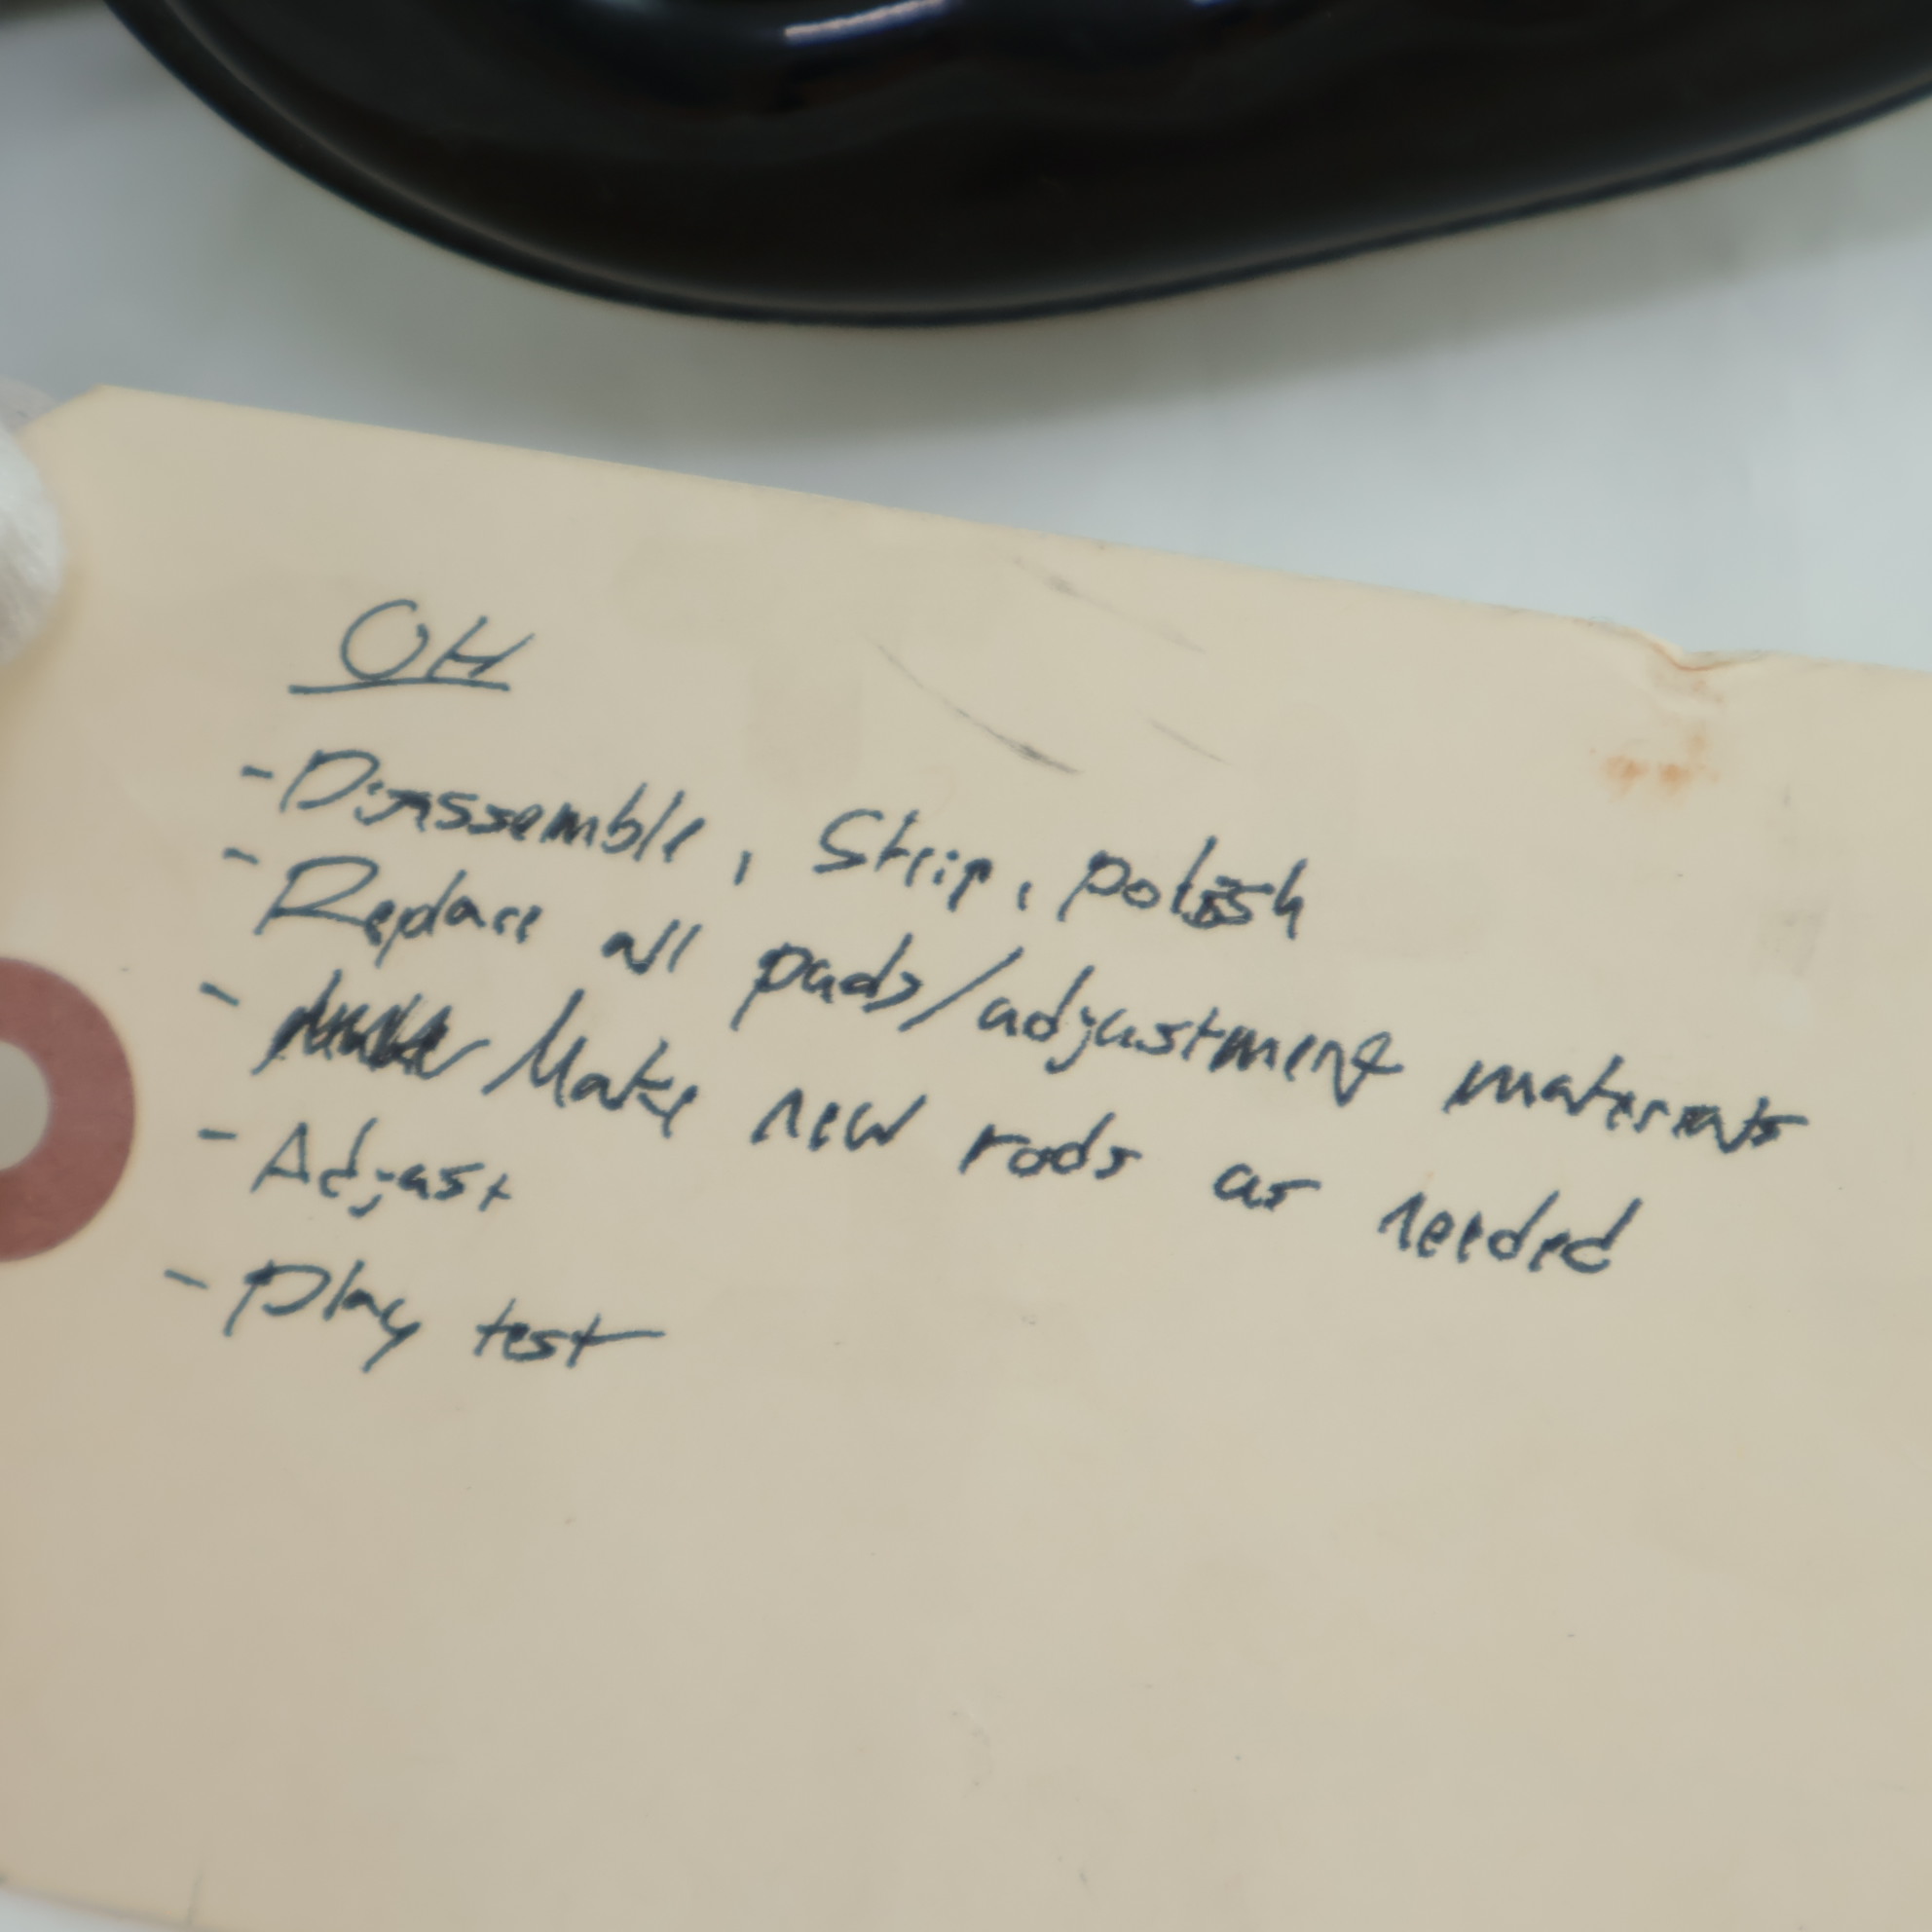 OH
- Disassemble, Strip, polish
- Replace all pads/adjustment materials
- Make new rods as needed
- Adjust
- Play test